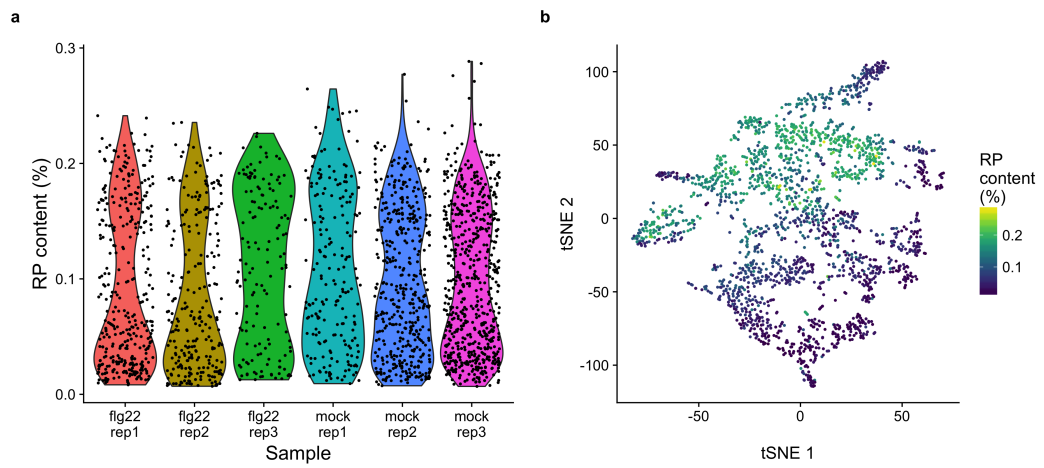 a
RP content (%)
0.3
0.2
0.1
0.0
flg22
rep1
flg22
rep2
flg22
rep3
mock
rep1
mock
rep2
mock
rep3
Sample
b
tSNE 2
100
50
0
-50
-100
-50
0
50
tSNE 1
RP
content
(%)
0.2
0.1